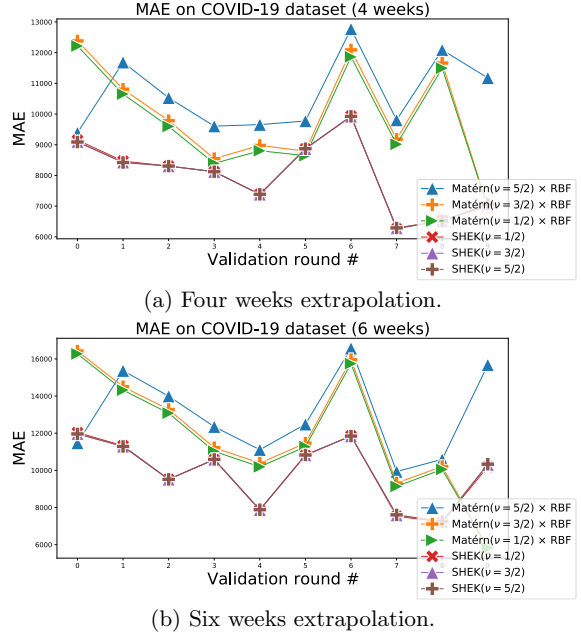 MAE on COVID-19 dataset (4 weeks)
13000
12000
11000
10000
9000
8000
7000
6000
MAE
0 1 2 3 4 5 6 7 8
Validation round #
Matérn(ν = 5/2) × RBF
Matérn(ν = 3/2) × RBF
Matérn(ν = 1/2) × RBF
SHEK(ν = 1/2)
SHEK(ν = 3/2)
SHEK(ν = 5/2)
(a) Four weeks extrapolation.
MAE on COVID-19 dataset (6 weeks)
16000
14000
12000
10000
8000
6000
MAE
0 1 2 3 4 5 6 7 8
Validation round #
Matérn(ν = 5/2) × RBF
Matérn(ν = 3/2) × RBF
Matérn(ν = 1/2) × RBF
SHEK(ν = 1/2)
SHEK(ν = 3/2)
SHEK(ν = 5/2)
(b) Six weeks extrapolation.